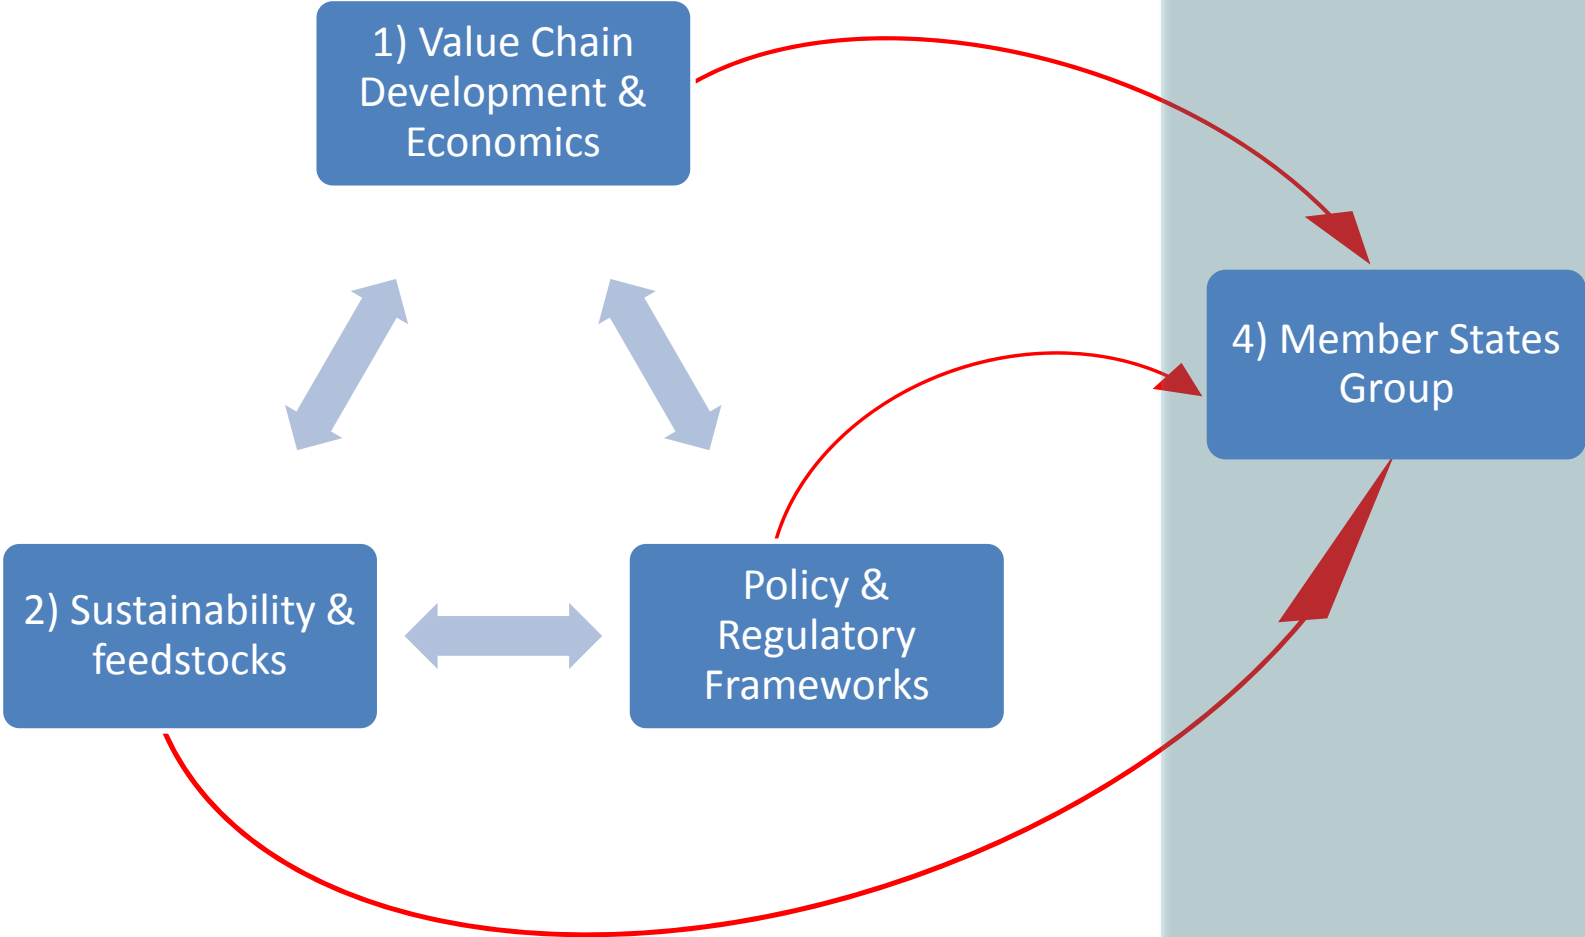 1) Value Chain
Development &
Economics
4) Member States
Group
2) Sustainability &
feedstocks
Policy &
Regulatory
Frameworks